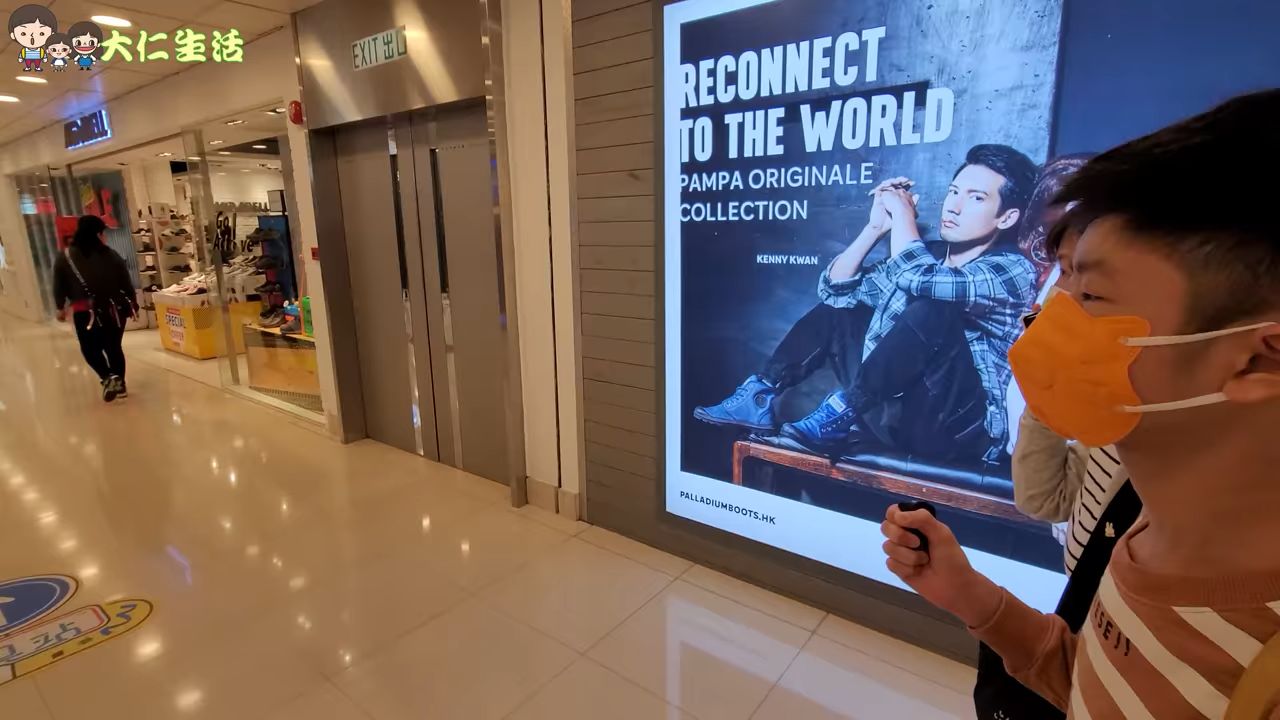 大仁生活
EXIT 出口
RECONNECT
TO THE WORLD
PAMPA ORIGINALE
COLLECTION
KENNY KWAN
PALLADIUMBOOTS.HK
SPECIAL
OFFER